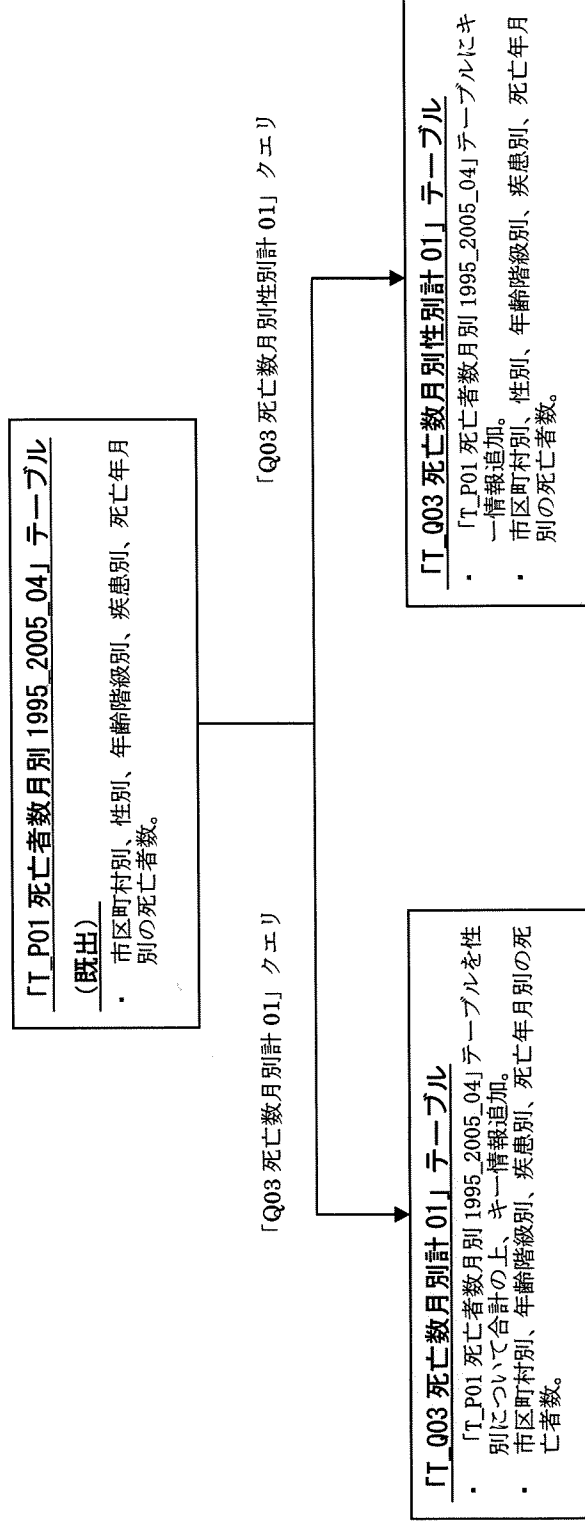 「T_P01 死亡者数月別 1995_2005_04」テーブル
（既出）
・ 市区町村別、性別、年齢階級別、疾患別、死亡年月
別の死亡者数。
「Q03 死亡数月別計 01」クエリ
「Q03 死亡数月別性別計 01」クエリ
「T_Q03 死亡数月別計 01」テーブル
・ 「T_P01 死亡者数月別 1995_2005_04」テーブルを性
別について合計の上、キー情報追加。
・ 市区町村別、年齢階級別、疾患別、死亡年月別の死
亡者数。
「T_Q03 死亡数月別性別計 01」テーブル
・ 「T_P01 死亡者数月別 1995_2005_04」テーブルにキ
ー情報追加。
・ 市区町村別、性別、年齢階級別、疾患別、死亡年月
別の死亡者数。